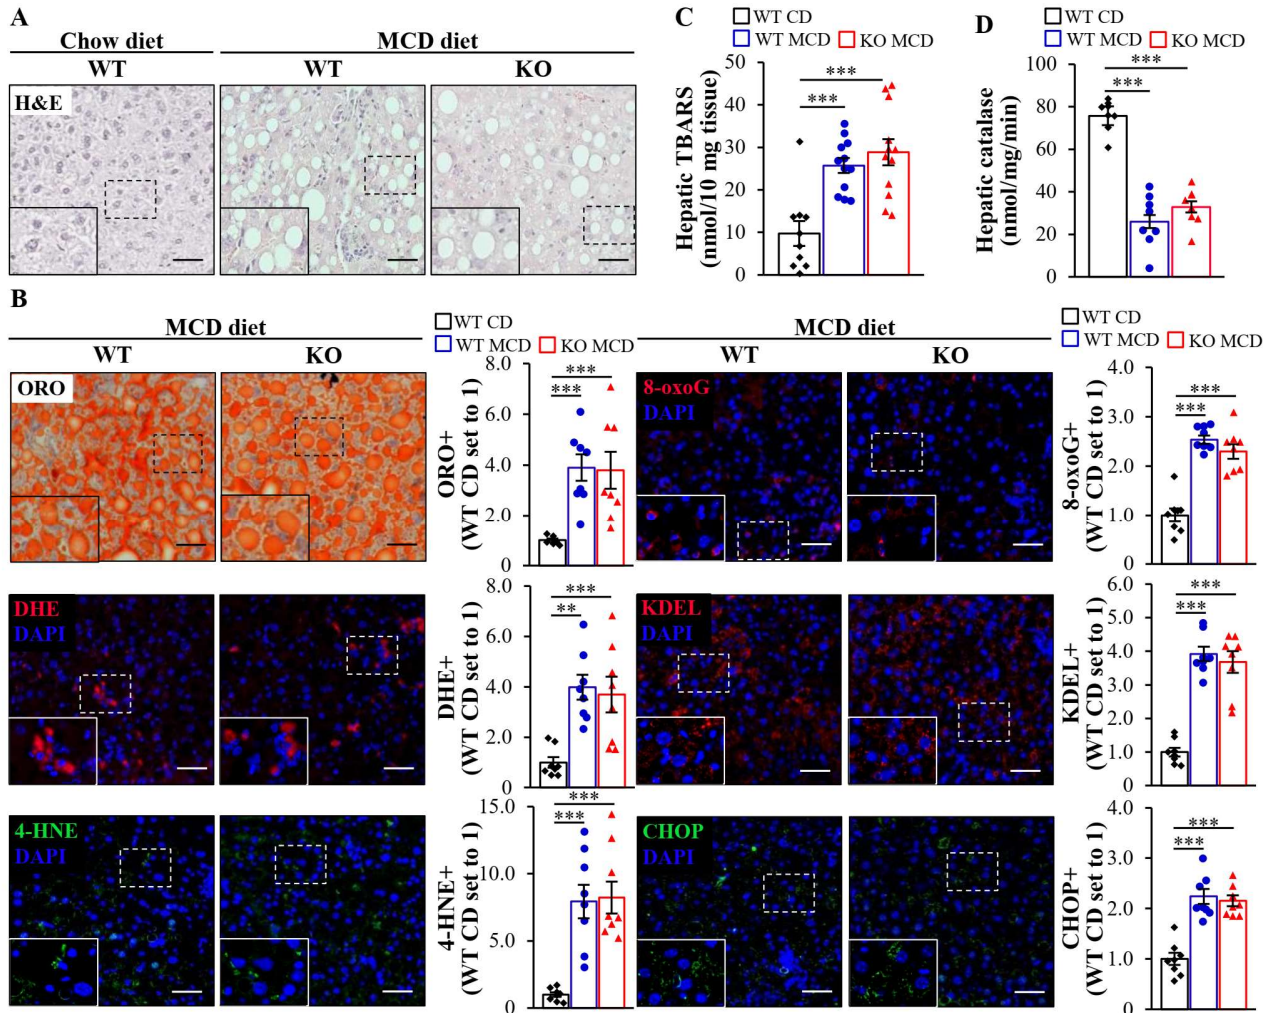 A
Chow diet
MCD diet
WT
WT
KO
H&E
C
WT CD
WT MCD
KO MCD
Hepatic TBARS
(nmol/10 mg tissue)
50
40
30
20
10
0
***
***
D
WT CD
WT MCD
KO MCD
Hepatic catalase
(nmol/mg/min)
100
80
60
40
20
0
***
***
B
MCD diet
WT
KO
WT CD
WT MCD
KO MCD
ORO
ORO+
(WT CD set to 1)
8.0
6.0
4.0
2.0
0
***
***
DHE
DAPI
DHE+
(WT CD set to 1)
8.0
6.0
4.0
2.0
0
***
**
4-HNE
DAPI
4-HNE+
(WT CD set to 1)
15.0
10.0
5.0
0
***
***
MCD diet
WT
KO
WT CD
WT MCD
KO MCD
8-oxoG
DAPI
8-oxoG+
(WT CD set to 1)
4.0
3.0
2.0
1.0
0
***
***
KDEL
DAPI
KDEL+
(WT CD set to 1)
6.0
5.0
4.0
3.0
2.0
1.0
0
***
***
CHOP
DAPI
CHOP+
(WT CD set to 1)
4.0
3.0
2.0
1.0
0
***
***